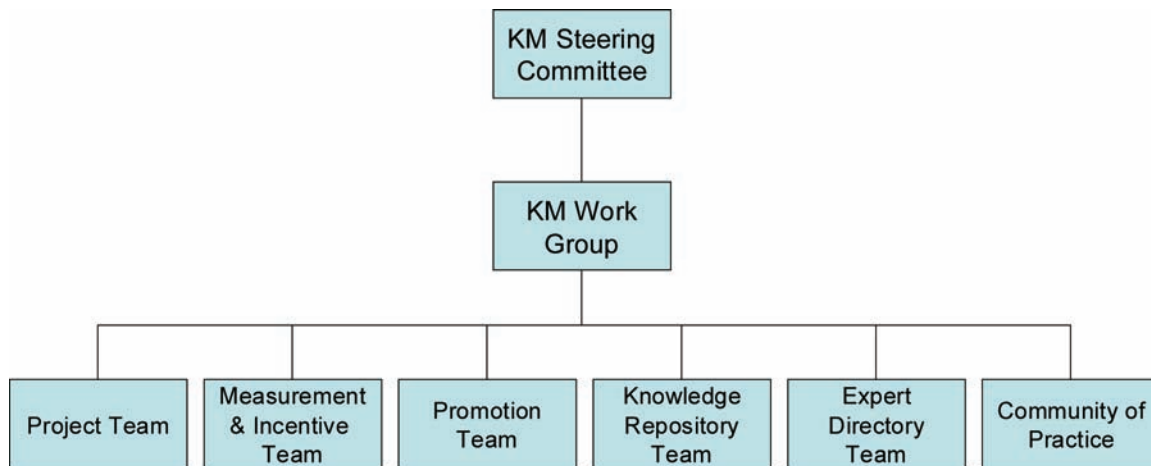 KM Steering
Committee
KM Work
Group
Project Team
Measurement
& Incentive
Team
Promotion
Team
Knowledge
Repository
Team
Expert
Directory
Team
Community of
Practice